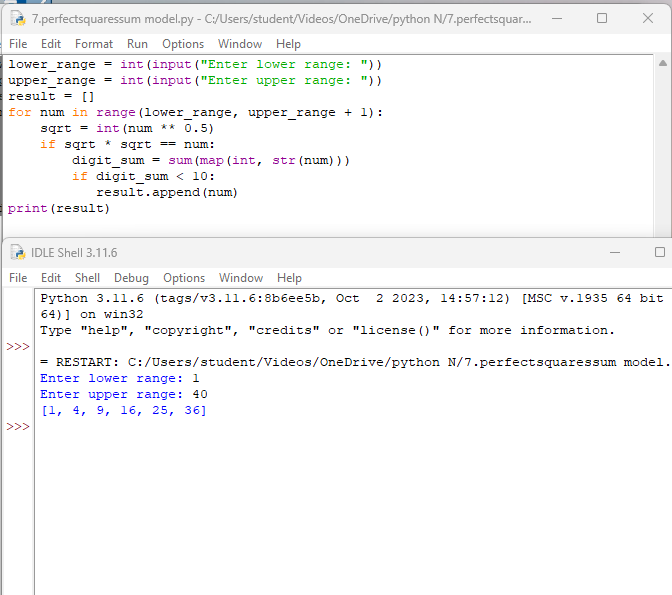 7.perfectsquaressum model.py - C:/Users/student/Videos/OneDrive/python N/7.perfectsquar...
File Edit Format Run Options Window Help
lower_range = int(input("Enter lower range: "))
upper_range = int(input("Enter upper range: "))
result = []
for num in range(lower_range, upper_range + 1):
    sqrt = int(num ** 0.5)
    if sqrt * sqrt == num:
        digit_sum = sum(map(int, str(num)))
        if digit_sum < 10:
           result.append(num)
print(result)
IDLE Shell 3.11.6
File Edit Shell Debug Options Window Help
Python 3.11.6 (tags/v3.11.6:8b6ee5b, Oct  2 2023, 14:57:12) [MSC v.1935 64 bit
64)] on win32
Type "help", "copyright", "credits" or "license()" for more information.
>>>
= RESTART: C:/Users/student/Videos/OneDrive/python N/7.perfectsquaressum model.
Enter lower range: 1
Enter upper range: 40
[1, 4, 9, 16, 25, 36]
>>>